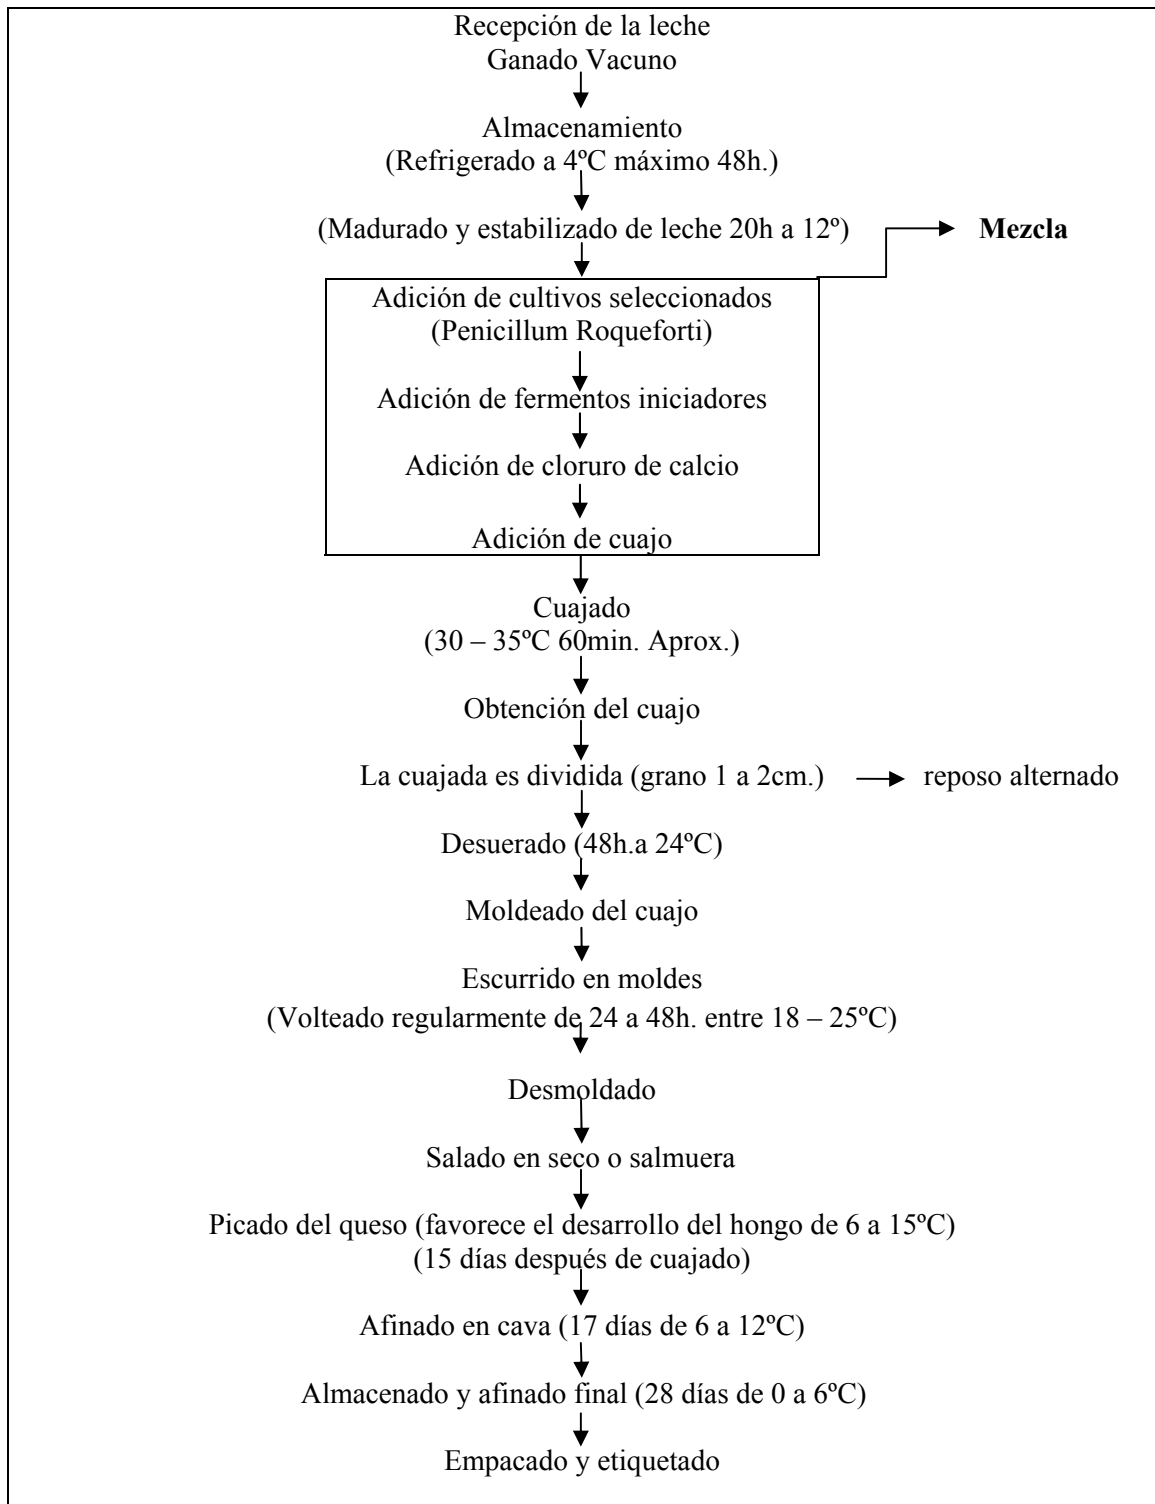 Recepción de la leche
Ganado Vacuno
Almacenamiento
(Refrigerado a 4ºC máximo 48h.)
(Madurado y estabilizado de leche 20h a 12º)
Mezcla
Adición de cultivos seleccionados
(Penicillum Roqueforti)
Adición de fermentos iniciadores
Adición de cloruro de calcio
Adición de cuajo
Cuajado
(30 – 35ºC 60min. Aprox.)
Obtención del cuajo
La cuajada es dividida (grano 1 a 2cm.)
reposo alternado
Desuerado (48h.a 24ºC)
Moldeado del cuajo
Escurrido en moldes
(Volteado regularmente de 24 a 48h. entre 18 – 25ºC)
Desmoldado
Salado en seco o salmuera
Picado del queso (favorece el desarrollo del hongo de 6 a 15ºC)
(15 días después de cuajado)
Afinado en cava (17 días de 6 a 12ºC)
Almacenado y afinado final (28 días de 0 a 6ºC)
Empacado y etiquetado